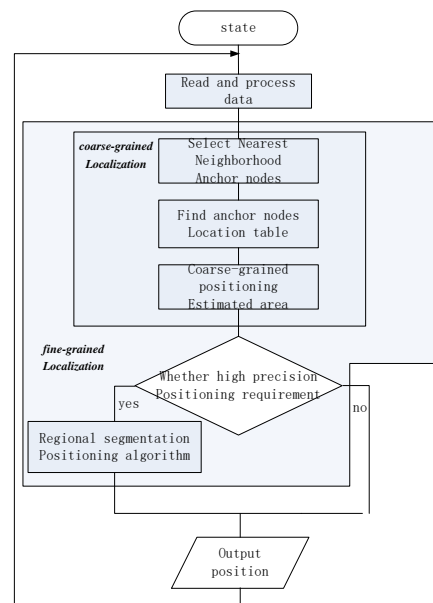 state
Read and process
data
coarse-grained
Localization
Select Nearest
Neighborhood
Anchor nodes
Find anchor nodes
Location table
Coarse-grained
positioning
Estimated area
fine-grained
Localization
Whether high precision
Positioning requirement
yes
no
Regional segmentation
Positioning algorithm
Output
position